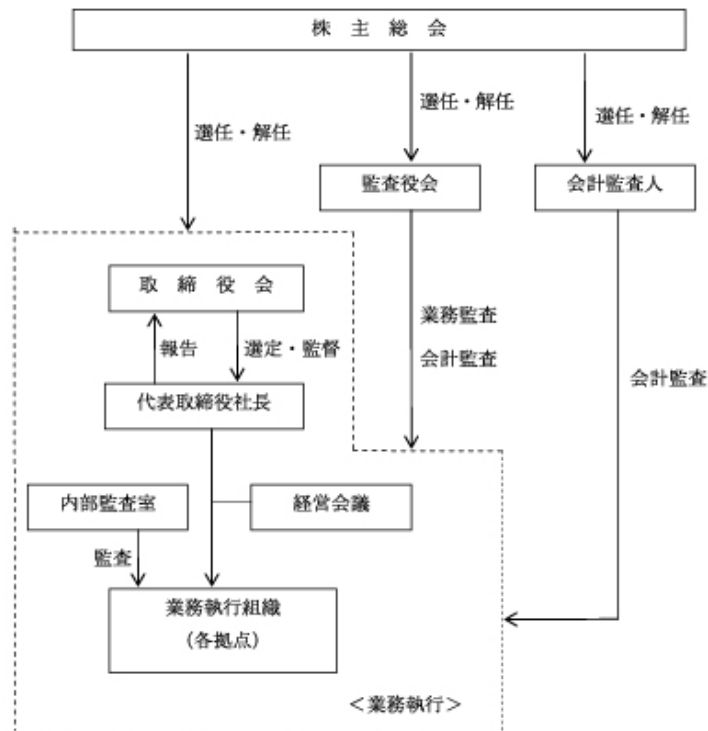 株 主 総 会
選任・解任
選任・解任
選任・解任
監査役会
会計監査人
取 締 役 会
報告
選定・監督
代表取締役社長
業務監査
会計監査
会計監査
内部監査室
経営会議
監査
業務執行組織
(各拠点)
＜業務執行＞